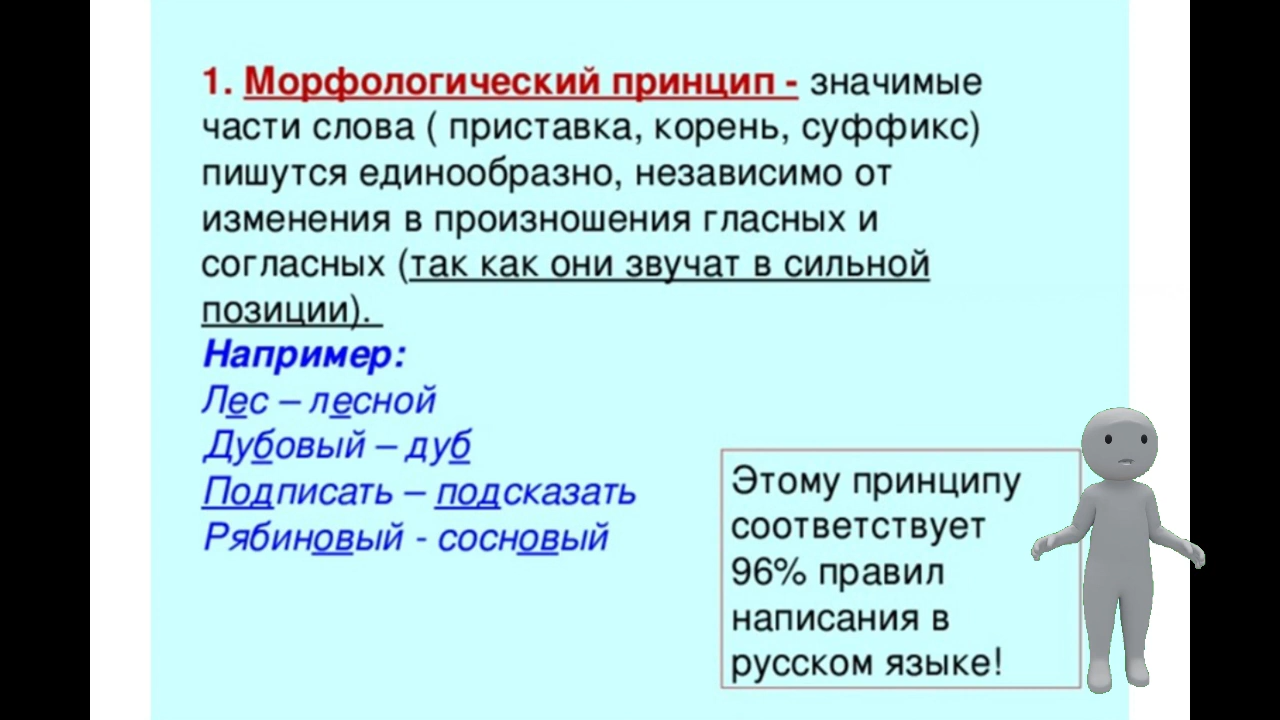 1. Морфологический принцип - значимые
части слова ( приставка, корень, суффикс)
пишутся единообразно, независимо от
изменения в произношения гласных и
согласных (так как они звучат в сильной
позиции).
Например:
Лес – лесной
Дубовый – дуб
Подписать – подсказать
Рябиновый - сосновый
Этому принципу
соответствует
96% правил
написания в
русском языке!